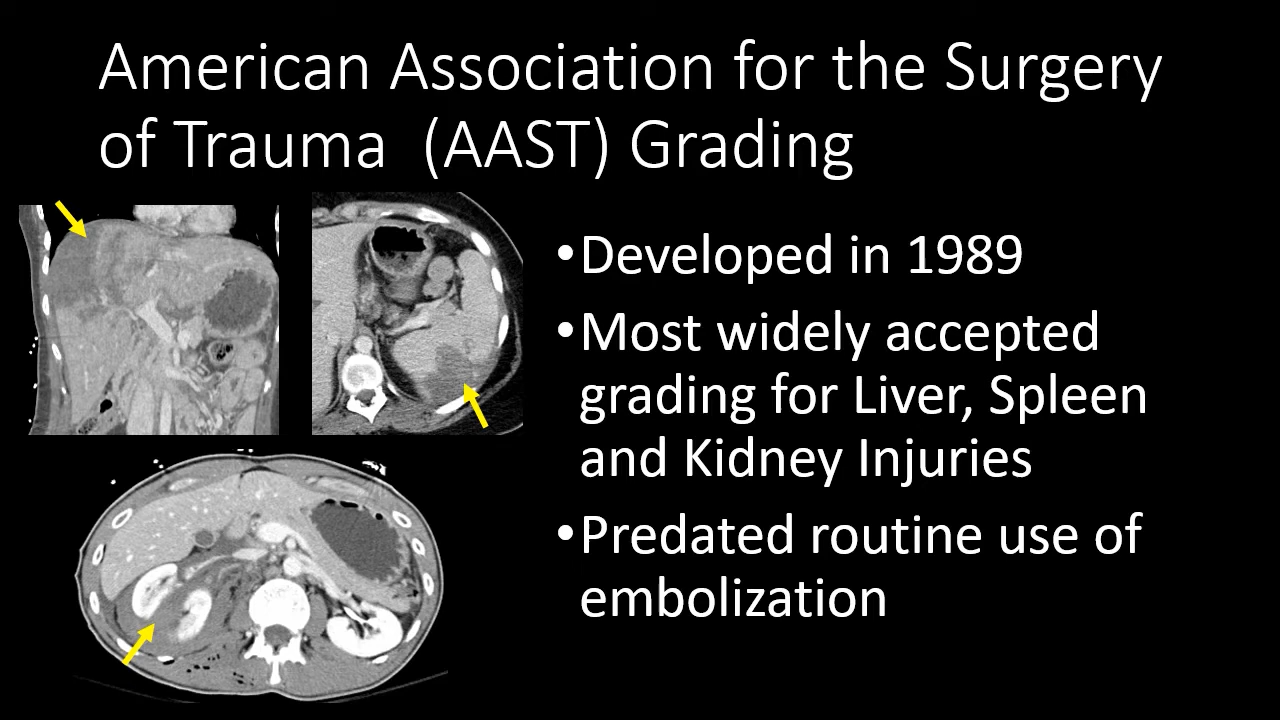 American Association for the Surgery
of Trauma  (AAST) Grading
•Developed in 1989
•Most widely accepted
grading for Liver, Spleen
and Kidney Injuries
•Predated routine use of
embolization